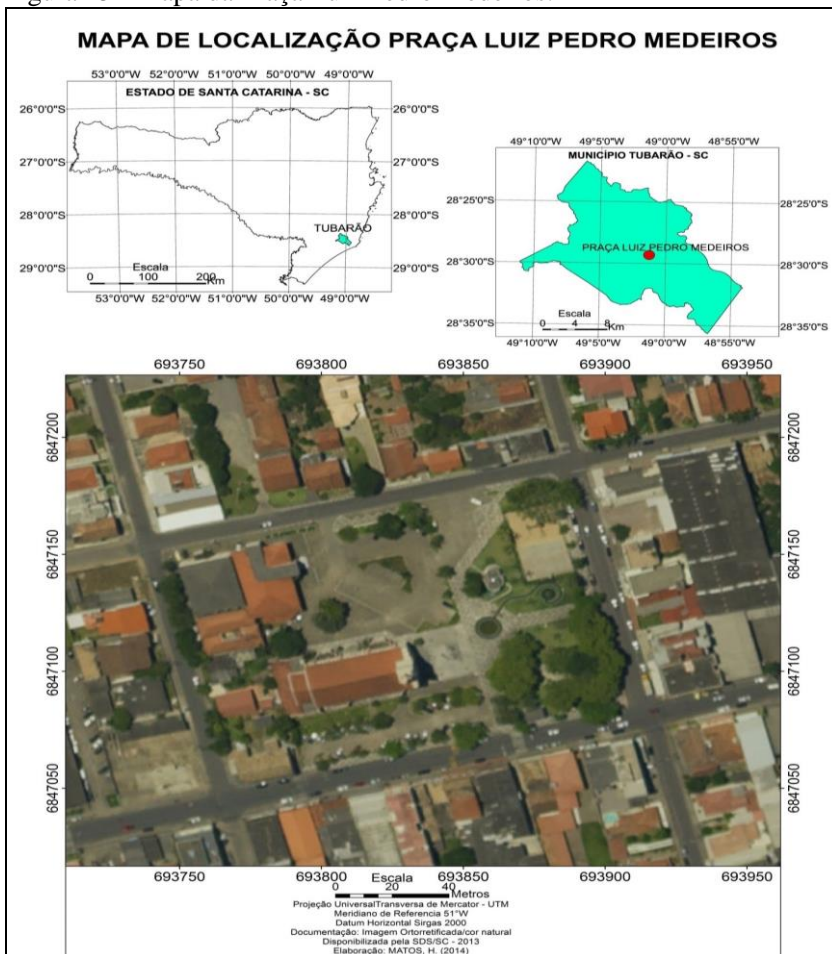 MAPA DE LOCALIZAÇÃO PRAÇA LUIZ PEDRO MEDEIROS
53°0'0"W 52°0'0"W 51°0'0"W 50°0'0"W 49°0'0"W
ESTADO DE SANTA CATARINA - SC
26°0'0"S 26°0'0"S
27°0'0"S 27°0'0"S
28°0'0"S 28°0'0"S
TUBARÃO
29°0'0"S 29°0'0"S
Escala
0 100 200
Km
53°0'0"W 52°0'0"W 51°0'0"W 50°0'0"W 49°0'0"W
49°10'0"W 49°5'0"W 49°0'0"W 48°55'0"W
MUNICÍPIO TUBARÃO - SC
28°25'0"S 28°25'0"S
PRAÇA LUIZ PEDRO MEDEIROS
28°30'0"S 28°30'0"S
Escala
0 4 8
Km
28°35'0"S 28°35'0"S
49°10'0"W 49°5'0"W 49°0'0"W 48°55'0"W
693750 693800 693850 693900 693950
6847200 6847200
6847150 6847150
6847100 6847100
6847050 6847050
693750 693800 693850 693900 693950
Escala
0 20 40
Metros
Projeção UniversalTransversa de Mercator - UTM
Meridiano de Referencia 51°W
Datum Horizontal Sirgas 2000
Documentação: Imagem Ortorretificada/cor natural
Disponibilizada pela SDS/SC - 2013
Elaboração: MATOS, H. (2014)